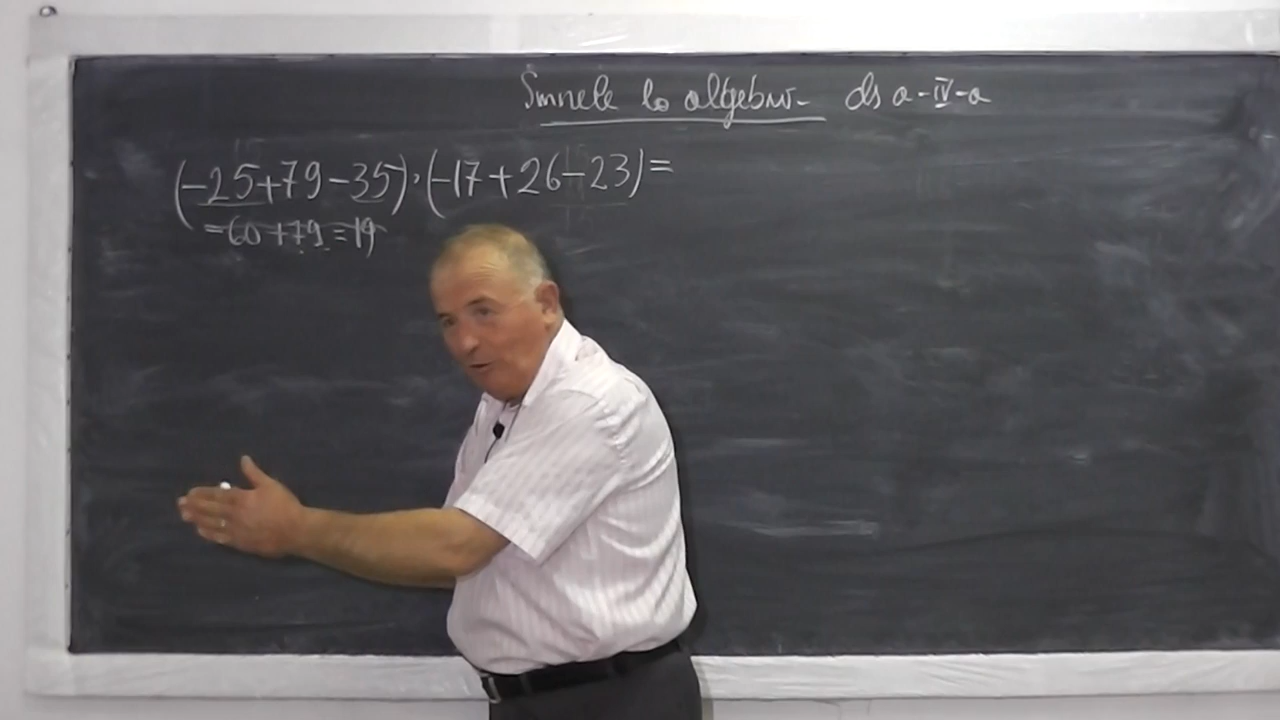 Semnele la algebră - cls a-IV-a
(-25+79-35)·(-17+26-23)=
-60+79=19